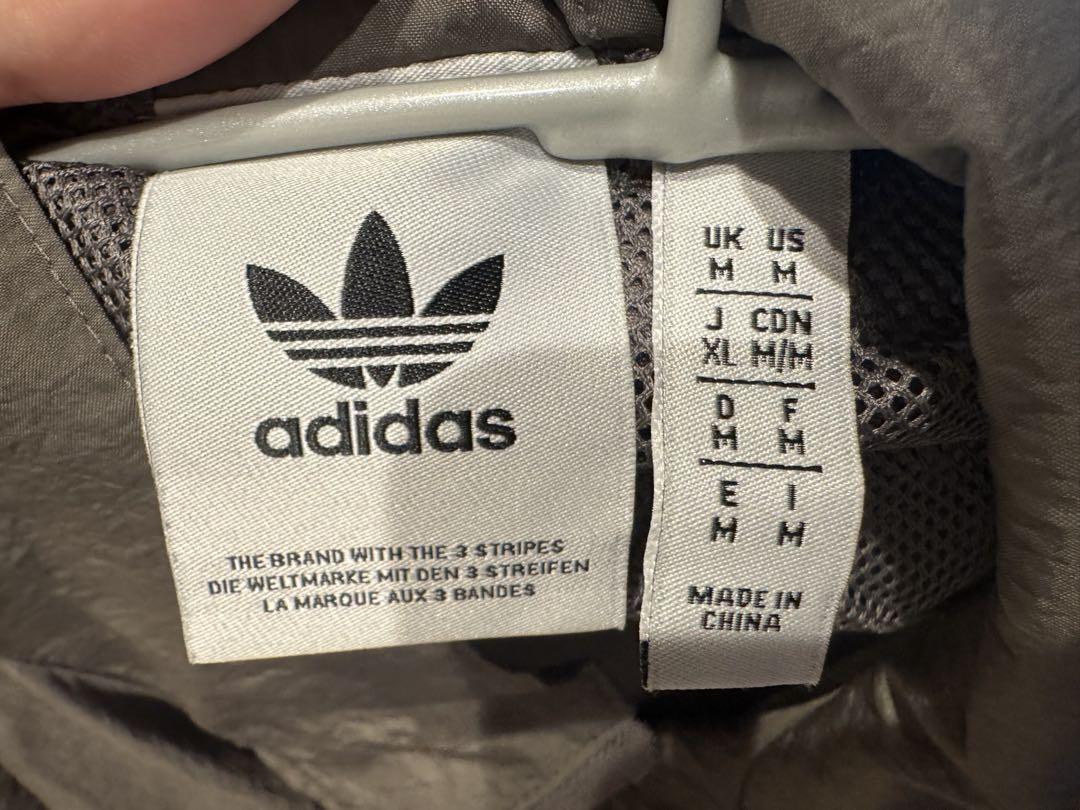 adidas
THE BRAND WITH THE 3 STRIPES
DIE WELTMARKE MIT DEN 3 STREIFEN
LA MARQUE AUX 3 BANDES
UK US
M M
J CDN
XL M/M
D F
M M
E I
M M
MADE IN
CHINA